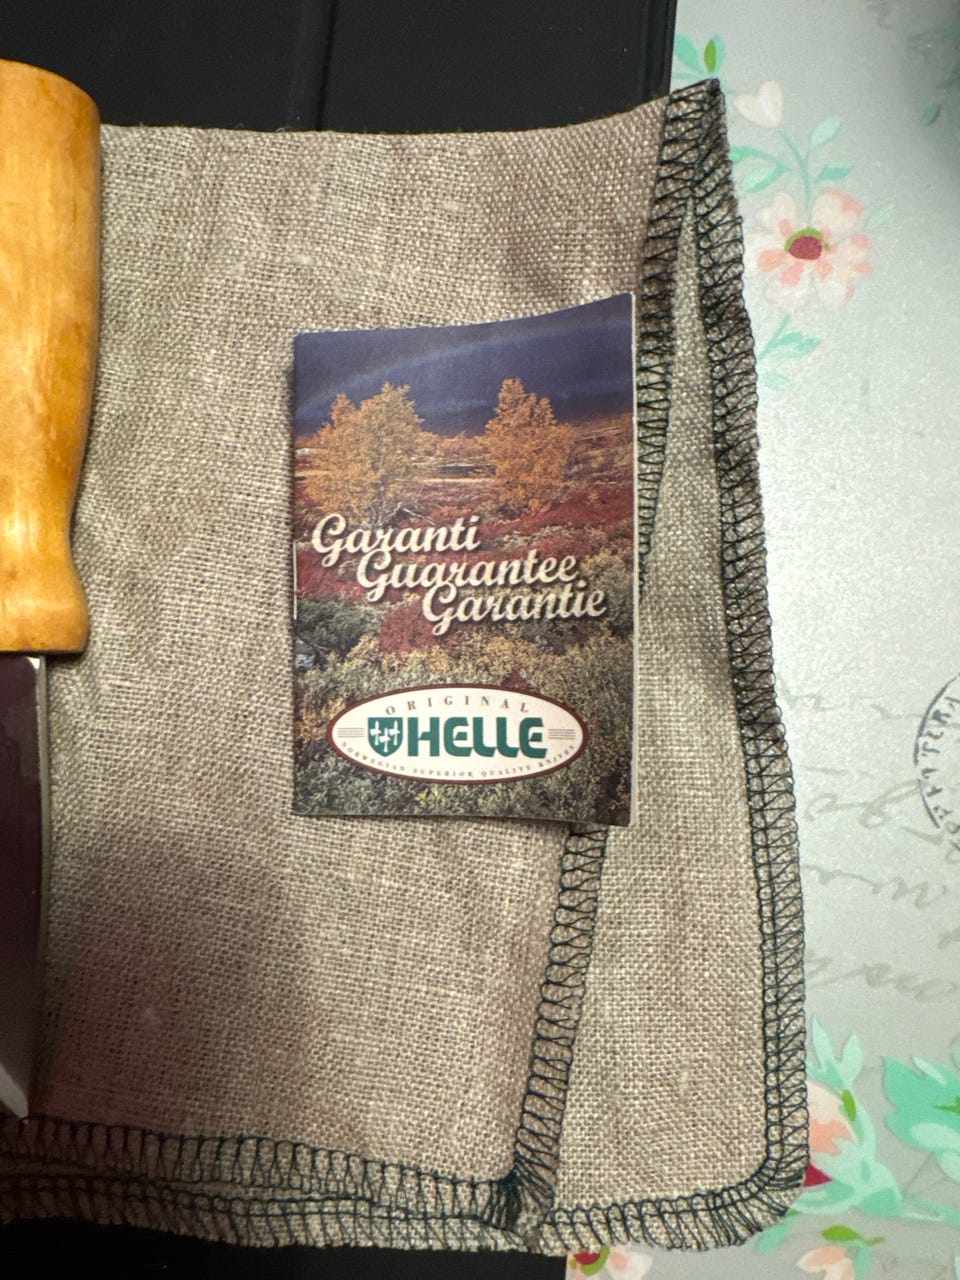 Garanti
Guarantee
Garantie
ORIGINAL
HELLE
NORWEGIAN SUPERIOR QUALITY KNIVES